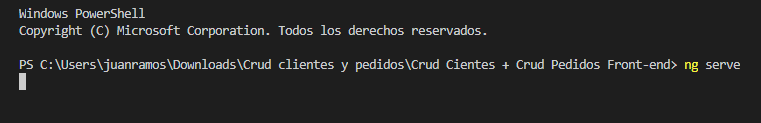 Windows PowerShell
Copyright (C) Microsoft Corporation. Todos los derechos reservados.
PS C:\Users\juanramos\Downloads\Crud clientes y pedidos\Crud Cientes + Crud Pedidos Front-end> ng serve